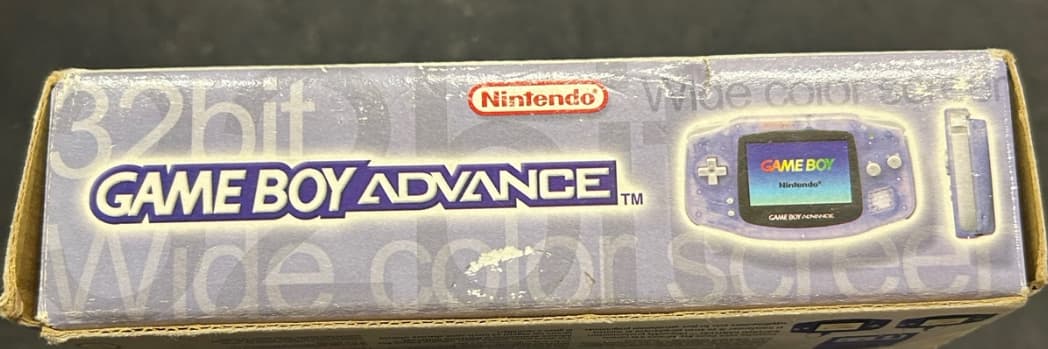 32bit
Nintendo®
Wide color screen
GAME BOY ADVANCE™
GAME BOY
Nintendo®
GAME BOY ADVANCE
Wide color screen